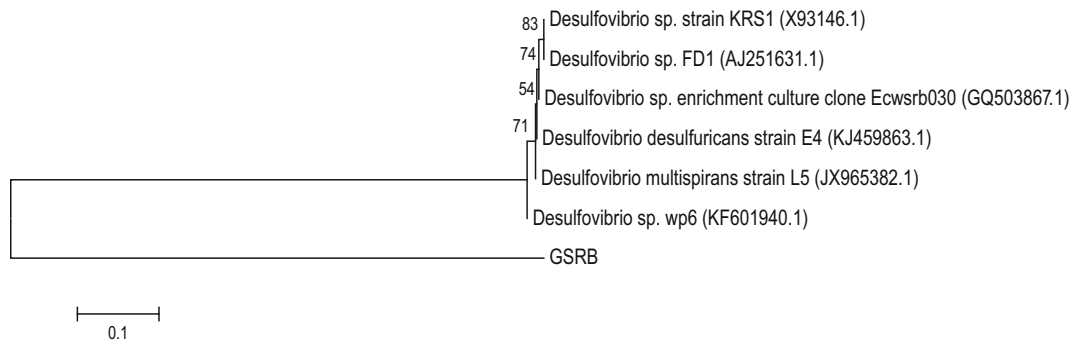 83
Desulfovibrio sp. strain KRS1 (X93146.1)
74
Desulfovibrio sp. FD1 (AJ251631.1)
54
Desulfovibrio sp. enrichment culture clone Ecwsrb030 (GQ503867.1)
71
Desulfovibrio desulfuricans strain E4 (KJ459863.1)
Desulfovibrio multispirans strain L5 (JX965382.1)
Desulfovibrio sp. wp6 (KF601940.1)
GSRB
0.1